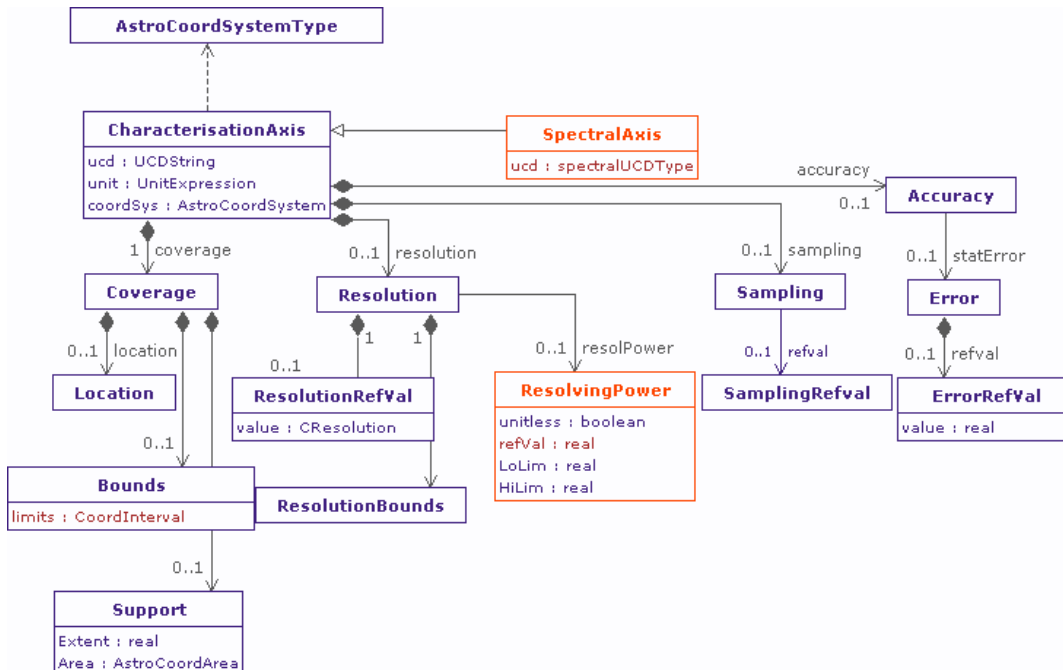 AstroCoordSystemType
CharacterisationAxis
ucd : UCDString
unit : UnitExpression
coordSys : AstroCoordSystem
SpectralAxis
ucd : spectralUCDType
accuracy
0..1
Accuracy
1 coverage
0..1 resolution
0..1 sampling
0..1 statError
Coverage
Resolution
Sampling
Error
0..1 location
1
1
0..1 resolPower
0..1 refval
0..1 refval
0..1
Location
ResolutionRefVal
value : CResolution
ResolvingPower
unitless : boolean
refVal : real
LoLim : real
HiLim : real
SamplingRefval
ErrorRefVal
value : real
0..1
Bounds
limits : CoordInterval
ResolutionBounds
0..1
Support
Extent : real
Area : AstroCoordArea